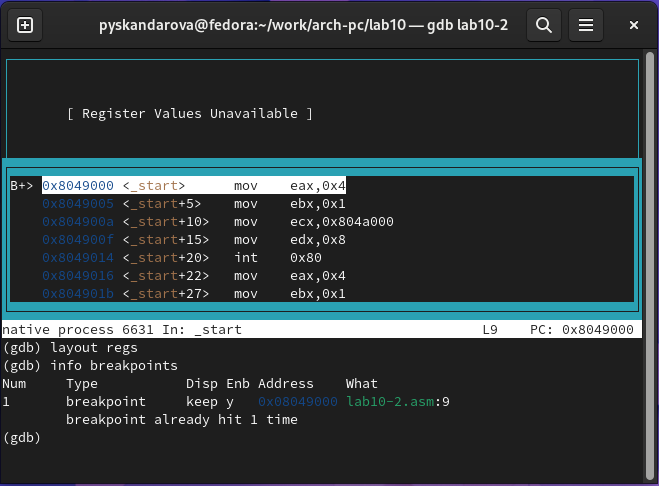 pyskandarova@fedora:~/work/arch-pc/lab10 — gdb lab10-2
[ Register Values Unavailable ]
B+> 0x8049000 <_start> mov eax,0x4
0x8049005 <_start+5> mov ebx,0x1
0x804900a <_start+10> mov ecx,0x804a000
0x804900f <_start+15> mov edx,0x8
0x8049014 <_start+20> int 0x80
0x8049016 <_start+22> mov eax,0x4
0x804901b <_start+27> mov ebx,0x1
native process 6631 In: _start L9 PC: 0x8049000
(gdb) layout regs
(gdb) info breakpoints
Num Type Disp Enb Address What
1 breakpoint keep y 0x08049000 lab10-2.asm:9
breakpoint already hit 1 time
(gdb)